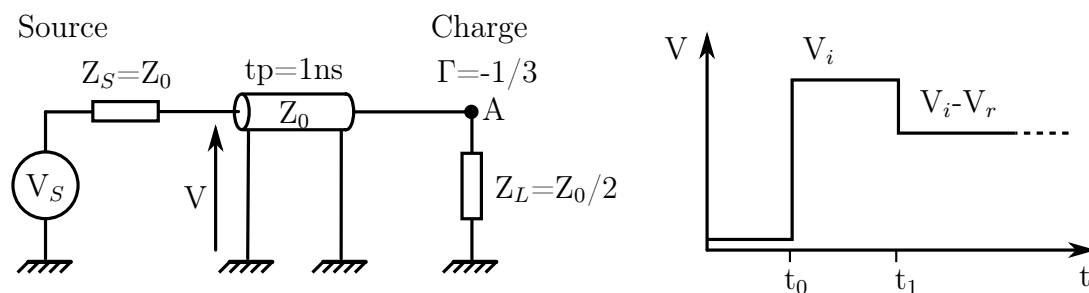 Source
Charge
Z_S=Z_0
tp=1ns
Γ=-1/3
Z_0
A
V_S
V
Z_L=Z_0/2
V
V_i
V_i-V_r
t_0
t_1
t